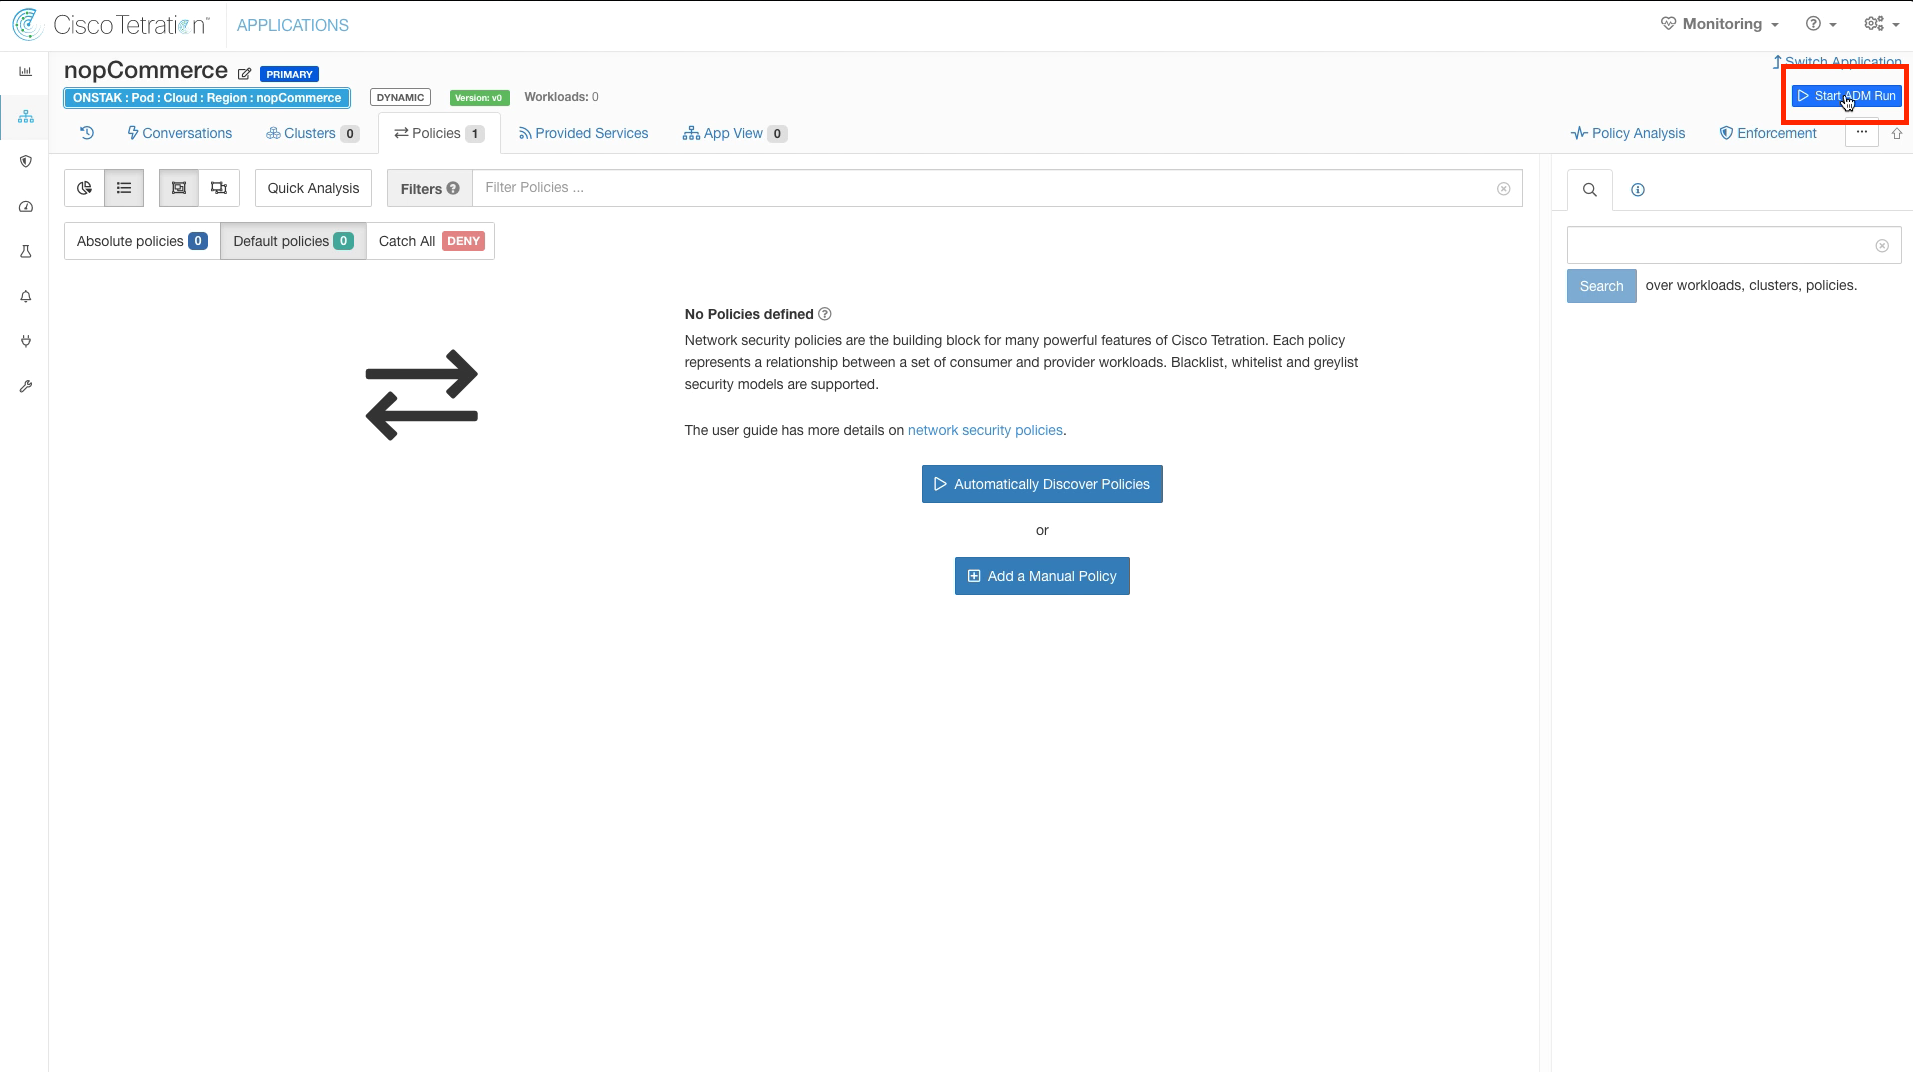 Cisco Tetration™ APPLICATIONS
Monitoring
nopCommerce PRIMARY
Switch Application
ONSTAK : Pod : Cloud : Region : nopCommerce DYNAMIC Version: v0 Workloads: 0
Start ADM Run
Conversations Clusters 0 Policies 1 Provided Services App View 0 Policy Analysis Enforcement ...
Quick Analysis Filters Filter Policies ...
Absolute policies 0 Default policies 0 Catch All DENY
Search over workloads, clusters, policies.
No Policies defined
Network security policies are the building block for many powerful features of Cisco Tetration. Each policy
represents a relationship between a set of consumer and provider workloads. Blacklist, whitelist and greylist
security models are supported.
The user guide has more details on network security policies.
Automatically Discover Policies
or
Add a Manual Policy